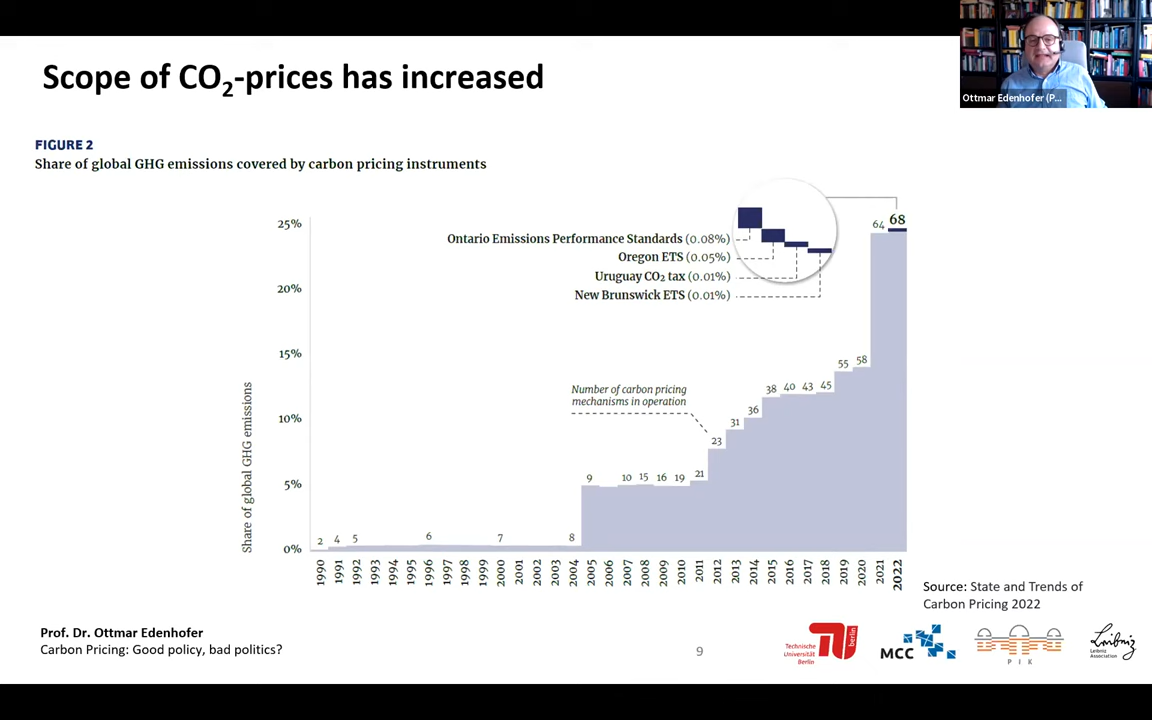 Scope of CO2-prices has increased
Ottmar Edenhofer (P...
FIGURE 2
Share of global GHG emissions covered by carbon pricing instruments
25%
20%
15%
10%
5%
0%
Share of global GHG emissions
Ontario Emissions Performance Standards (0.08%)
Oregon ETS (0.05%)
Uruguay CO2 tax (0.01%)
New Brunswick ETS (0.01%)
Number of carbon pricing
mechanisms in operation
2 4 5 6 7 8 9 10 15 16 19 21 23 31 36 38 40 43 45 55 58 64 68
1990 1991 1992 1993 1994 1995 1996 1997 1998 1999 2000 2001 2002 2003 2004 2005 2006 2007 2008 2009 2010 2011 2012 2013 2014 2015 2016 2017 2018 2019 2020 2021 2022
Source: State and Trends of
Carbon Pricing 2022
Prof. Dr. Ottmar Edenhofer
Carbon Pricing: Good policy, bad politics?
9
Technische
Universität
Berlin
berlin
MCC
P I K
Leibniz
Leibniz
Association